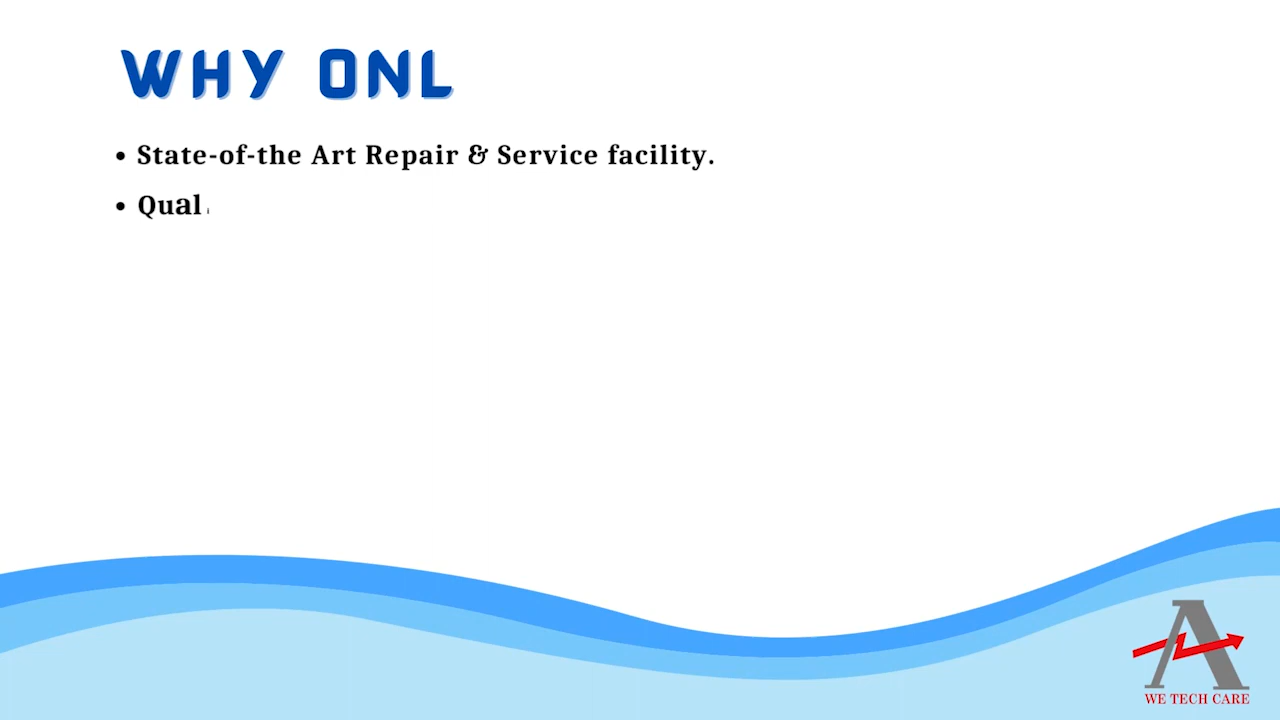 WHY ONL
• State-of-the Art Repair & Service facility.
• Qual
WE TECH CARE